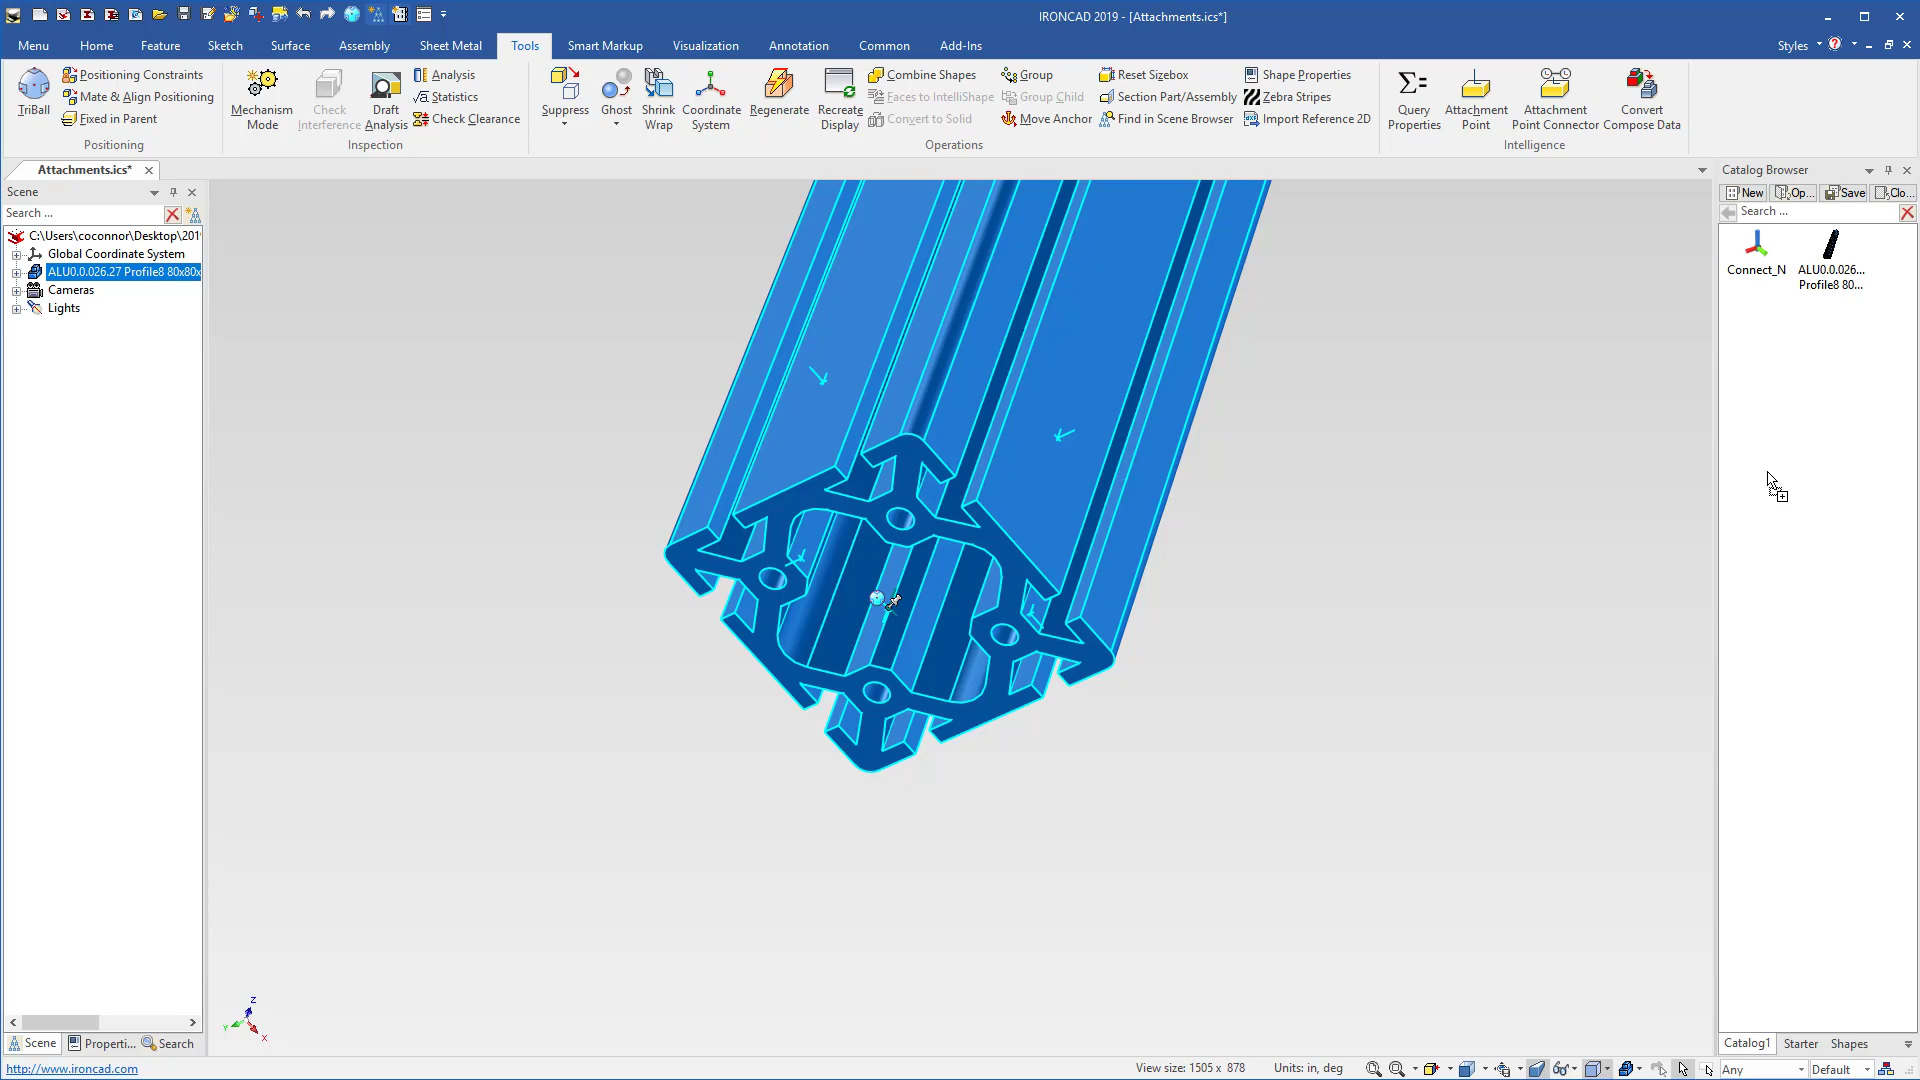 IRONCAD 2019 - [Attachments.ics*]
Menu Home Feature Sketch Surface Assembly Sheet Metal Tools Smart Markup Visualization Annotation Common Add-Ins Styles
TriBall
Positioning Constraints
Mate & Align Positioning
Fixed in Parent
Positioning
Mechanism Mode
Check Interference
Draft Analysis
Analysis
Statistics
Check Clearance
Inspection
Suppress
Ghost
Shrink Wrap
Coordinate System
Regenerate
Recreate Display
Combine Shapes
Faces to IntelliShape
Convert to Solid
Group
Group Child
Move Anchor
Reset Sizebox
Section Part/Assembly
Find in Scene Browser
Shape Properties
Zebra Stripes
Import Reference 2D
Operations
Query Properties
Attachment Point
Attachment Point Connector
Convert Compose Data
Intelligence
Attachments.ics*
Scene
Search ...
C:\Users\coconnor\Desktop\201
Global Coordinate System
ALU0.0.026.27 Profile8 80x80x
Cameras
Lights
Z
Y
X
Scene Properti... Search
Catalog Browser
New Op... Save Clo...
Search ...
Connect_N
ALU0.0.026...
Profile8 80...
Catalog1 Starter Shapes
http://www.ironcad.com
View size: 1505 x 878
Units: in, deg
Any
Default